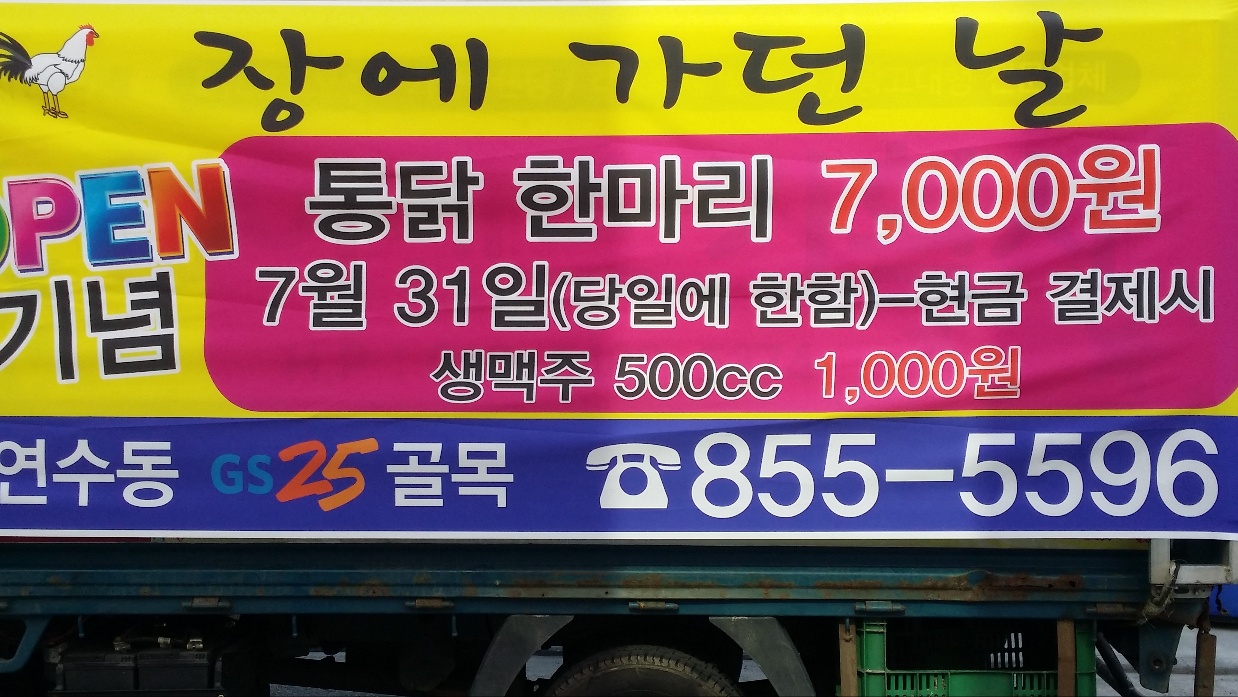 장에 가던 날
OPEN
기념
통닭 한마리 7,000원
7월 31일(당일에 한함)-현금 결제시
생맥주 500cc 1,000원
연수동 GS25 골목 ☎855-5596